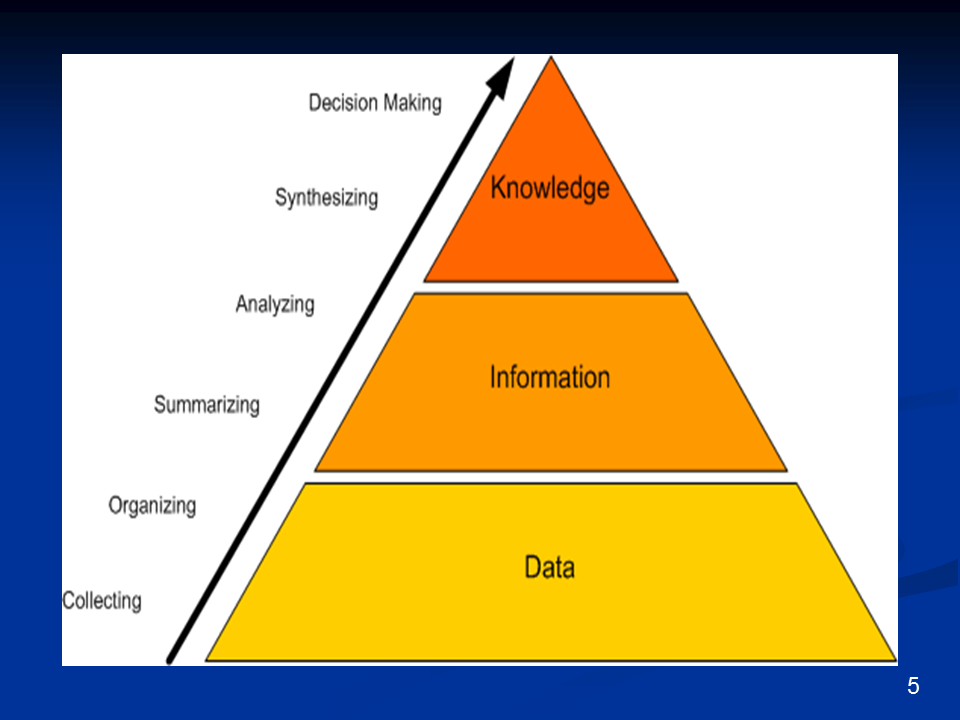 Decision Making
Synthesizing
Knowledge
Analyzing
Information
Summarizing
Organizing
Data
Collecting
5